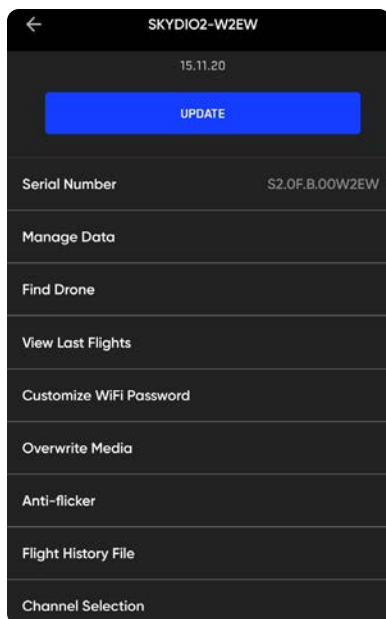 SKYDIO2-W2EW
15.11.20
UPDATE
Serial Number S2.0F.B.00W2EW
Manage Data
Find Drone
View Last Flights
Customize WiFi Password
Overwrite Media
Anti-flicker
Flight History File
Channel Selection